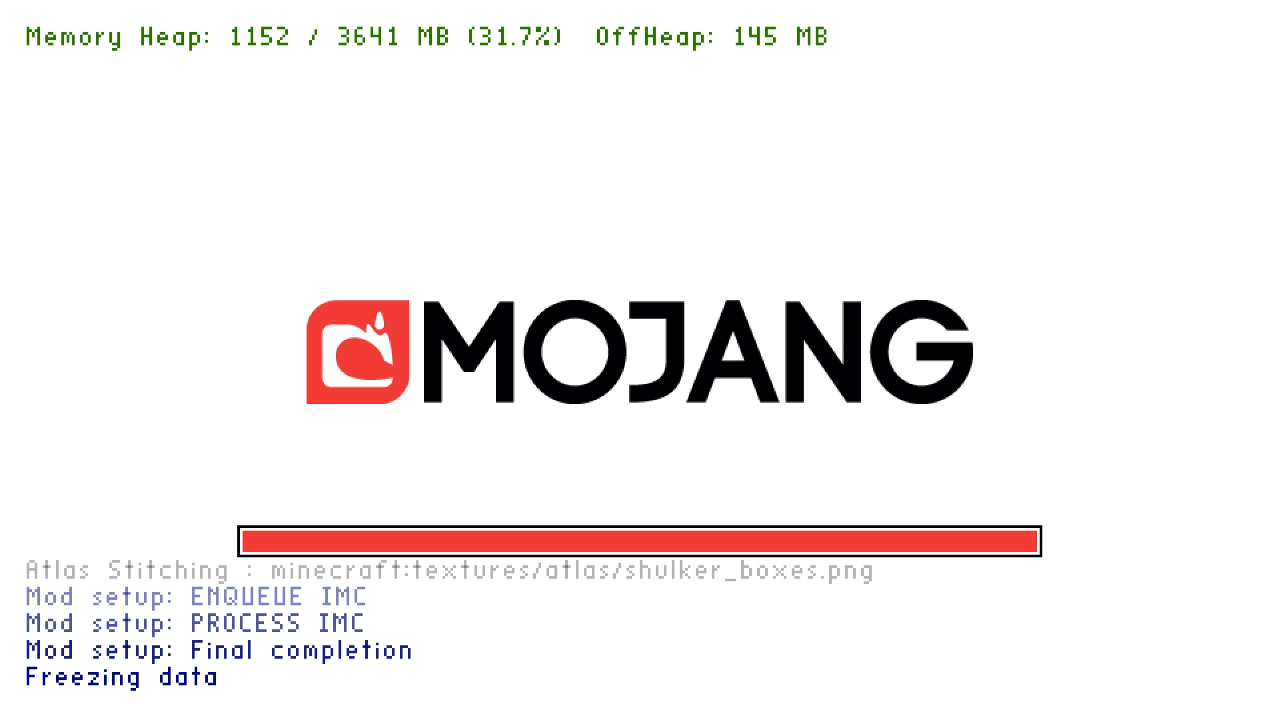 Memory Heap: 1152 / 3641 MB (31.7%)  OffHeap: 145 MB
MOJANG
Atlas Stitching : minecraft:textures/atlas/shulker_boxes.png
Mod setup: ENQUEUE IMC
Mod setup: PROCESS IMC
Mod setup: Final completion
Freezing data